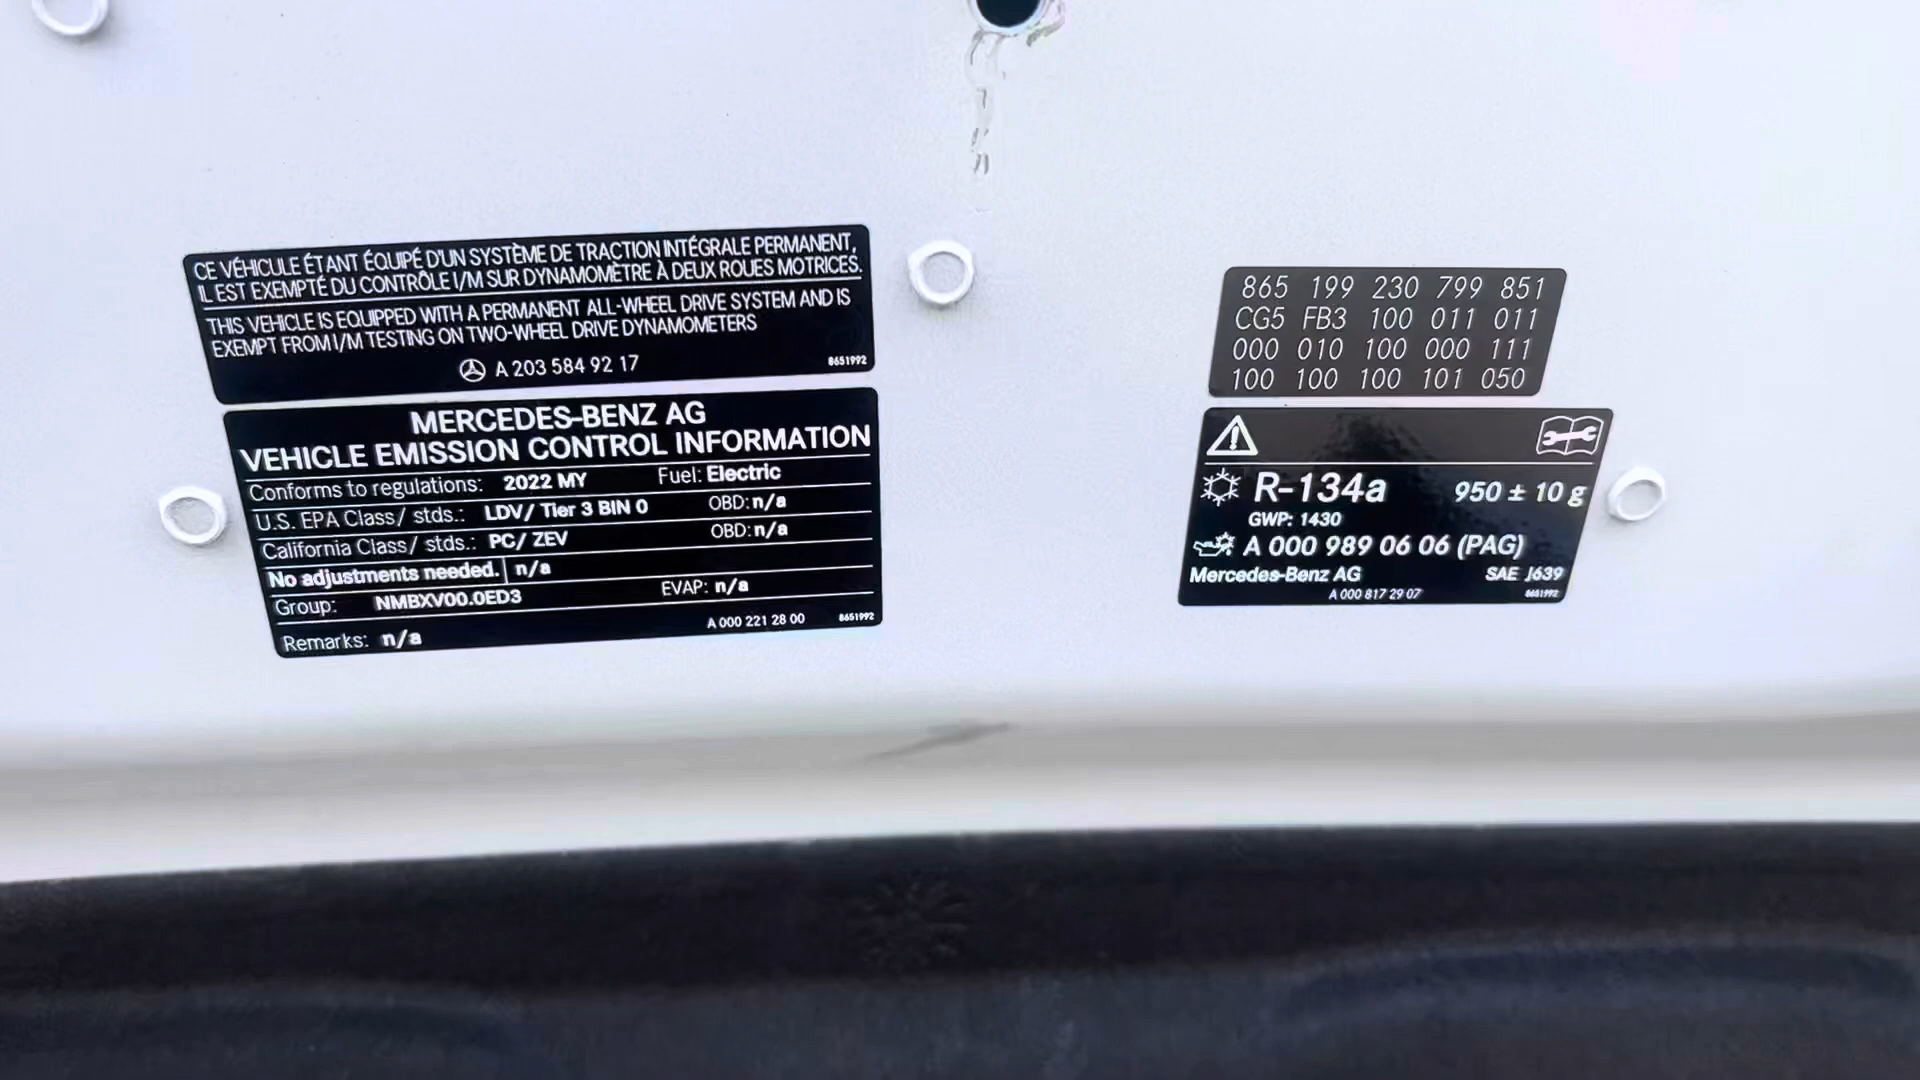 CE VÉHICULE ÉTANT ÉQUIPÉ D'UN SYSTÈME DE TRACTION INTÉGRALE PERMANENT,
IL EST EXEMPTÉ DU CONTRÔLE I/M SUR DYNAMOMÈTRE À DEUX ROUES MOTRICES.
THIS VEHICLE IS EQUIPPED WITH A PERMANENT ALL-WHEEL DRIVE SYSTEM AND IS
EXEMPT FROM I/M TESTING ON TWO-WHEEL DRIVE DYNAMOMETERS
A 203 584 92 17 8651992
MERCEDES-BENZ AG
VEHICLE EMISSION CONTROL INFORMATION
Conforms to regulations: 2022 MY Fuel: Electric
U.S. EPA Class/ stds.: LDV/ Tier 3 BIN 0 OBD: n/a
California Class/ stds.: PC/ ZEV OBD: n/a
No adjustments needed. n/a
Group: NMBXV00.0ED3 EVAP: n/a
Remarks: n/a A 000 221 28 00 8651992
865 199 230 799 851
CG5 FB3 100 011 011
000 010 100 000 111
100 100 100 101 050
R-134a 950 ± 10 g
GWP: 1430
A 000 989 06 06 (PAG)
Mercedes-Benz AG SAE J639
A 000 817 29 07 8651992